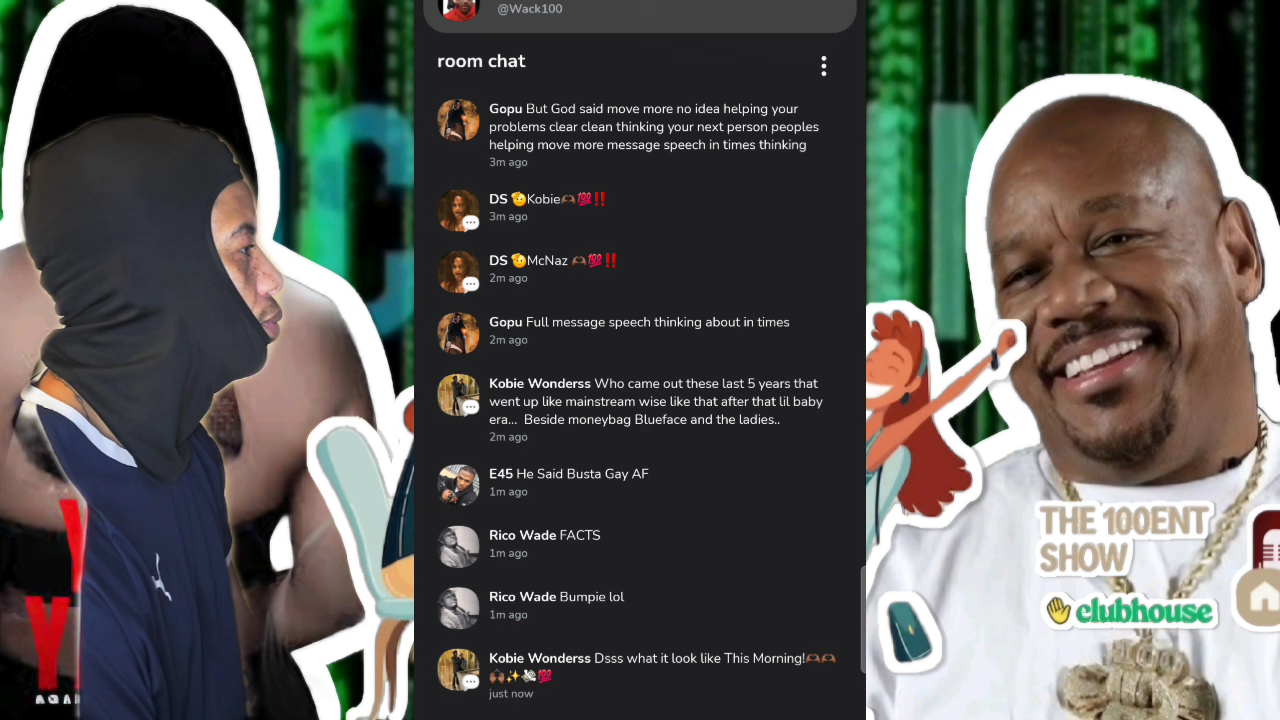 @Wack100
room chat
Gopu But God said move more no idea helping your
problems clear clean thinking your next person peoples
helping move more message speech in times thinking
3m ago
DS 🫡Kobie🫶🏾💯‼️
3m ago
DS 🫡McNaz 🫶🏾💯‼️
2m ago
Gopu Full message speech thinking about in times
2m ago
Kobie Wonderss Who came out these last 5 years that
went up like mainstream wise like that after that lil baby
era... Beside moneybag Blueface and the ladies..
2m ago
E45 He Said Busta Gay AF
1m ago
Rico Wade FACTS
1m ago
Rico Wade Bumpie lol
1m ago
Kobie Wonderss Dsss what it look like This Morning!🫶🏾🫶🏾
🙌🏾✨💸💯
just now
THE 100ENT
SHOW
👋 clubhouse